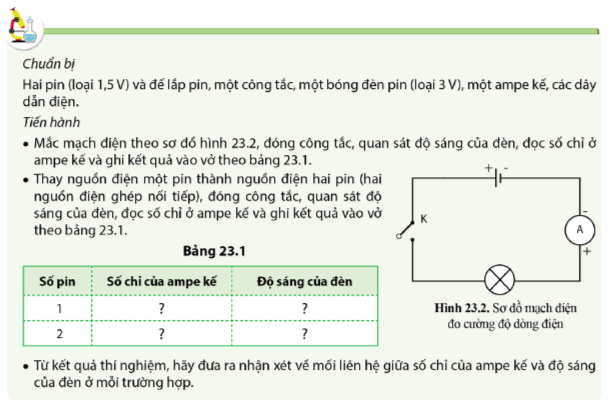 Chuẩn bị
Hai pin (loại 1,5 V) và đế lắp pin, một công tắc, một bóng đèn pin (loại 3 V), một ampe kế, các dây
dẫn điện.
Tiến hành
• Mắc mạch điện theo sơ đồ hình 23.2, đóng công tắc, quan sát độ sáng của đèn, đọc số chỉ ở
ampe kế và ghi kết quả vào vở theo bảng 23.1.
• Thay nguồn điện một pin thành nguồn điện hai pin (hai
nguồn điện ghép nối tiếp), đóng công tắc, quan sát độ
sáng của đèn, đọc số chỉ ở ampe kế và ghi kết quả vào vở
theo bảng 23.1.
Bảng 23.1
Số pin Số chỉ của ampe kế Độ sáng của đèn
1 ? ?
2 ? ?
+ -
K
-
A
+
Hình 23.2. Sơ đồ mạch điện
đo cường độ dòng điện
• Từ kết quả thí nghiệm, hãy đưa ra nhận xét về mối liên hệ giữa số chỉ của ampe kế và độ sáng
của đèn ở mỗi trường hợp.